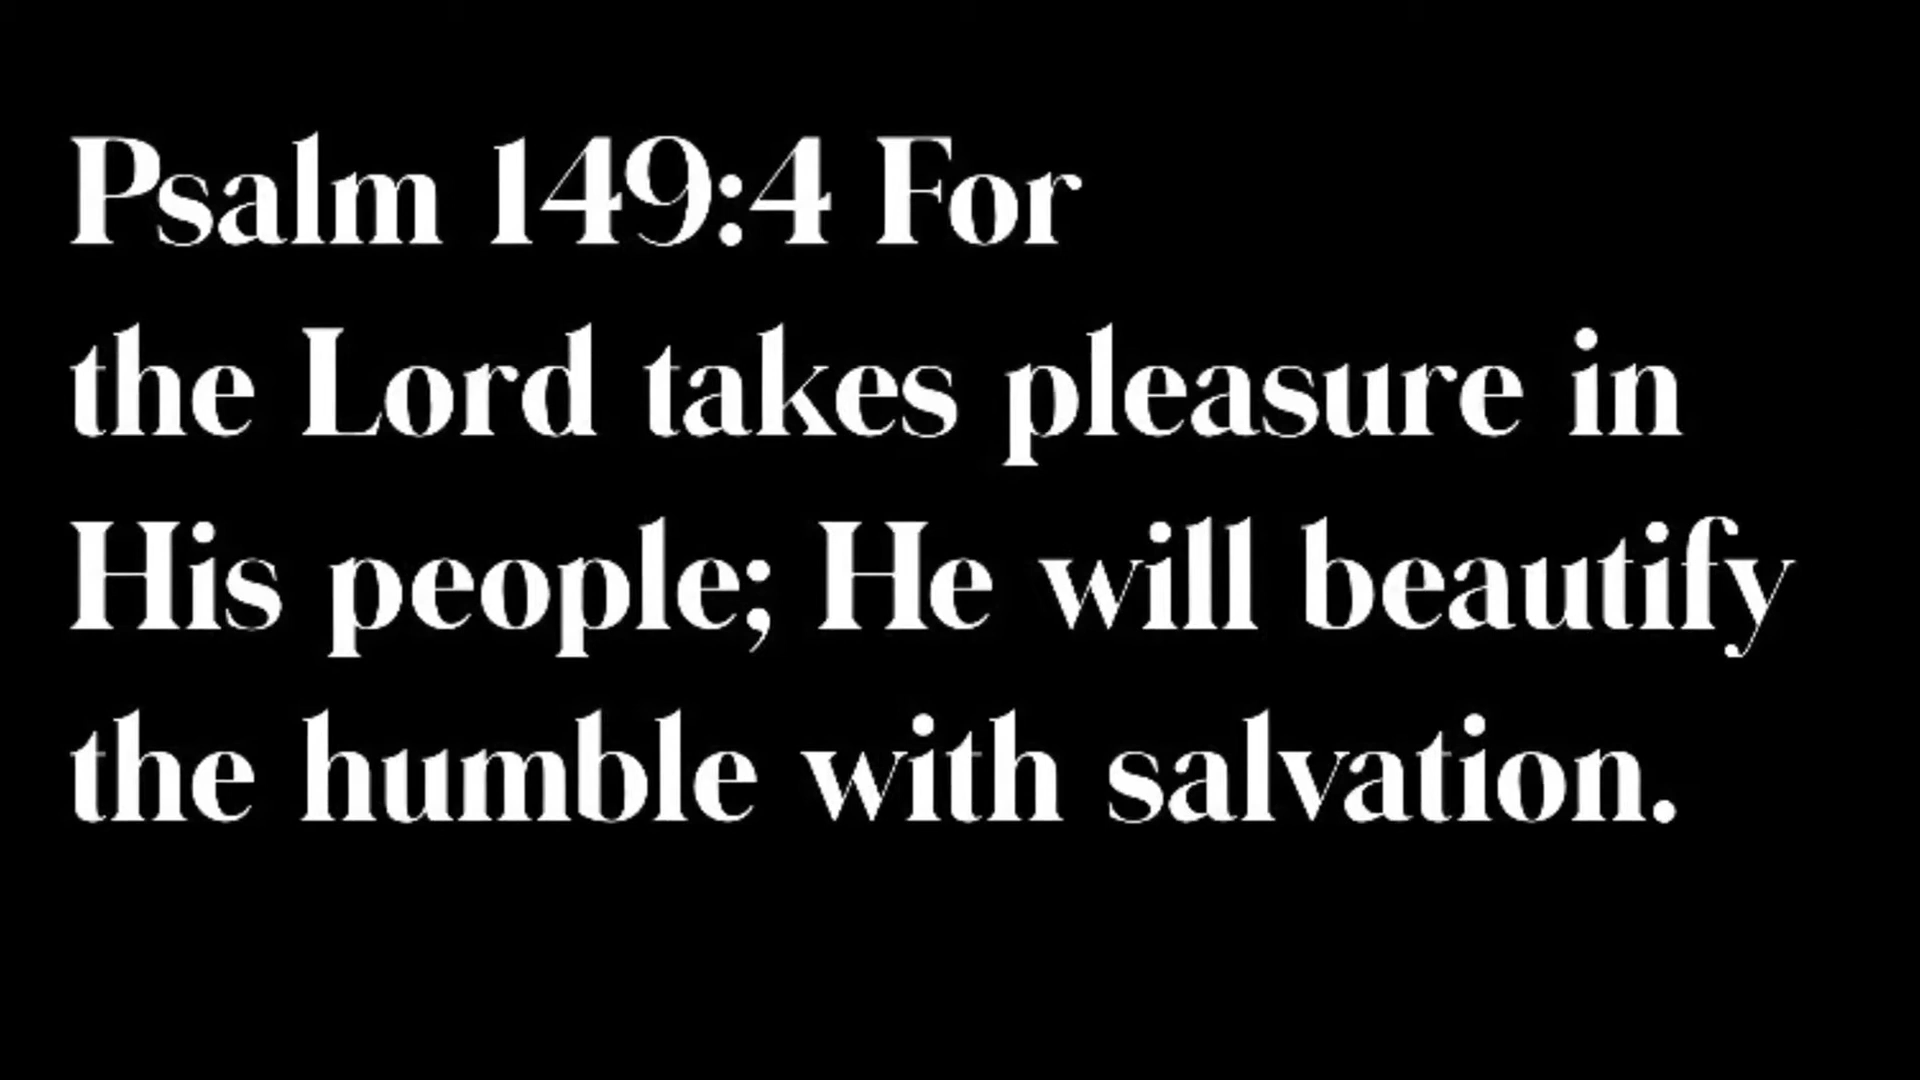 Psalm 149:4 For
the Lord takes pleasure in
His people; He will beautify
the humble with salvation.